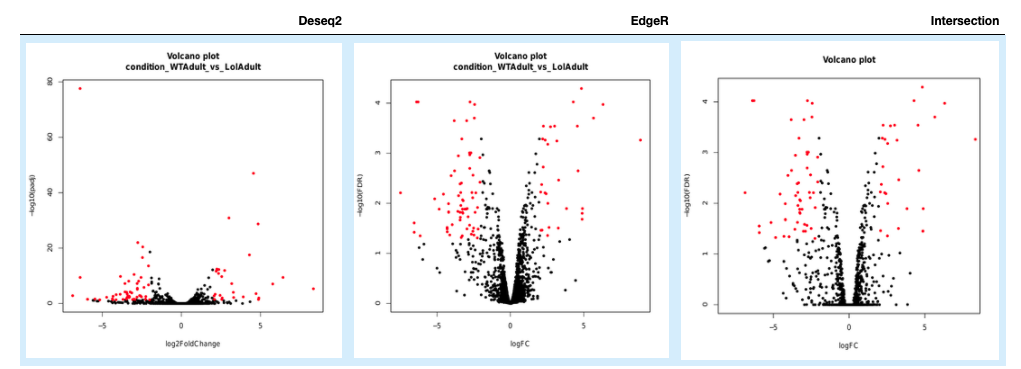 Deseq2 EdgeR Intersection
Volcano plot
condition_WTAdult_vs_LolAdult
80
60
40
20
0
-log10(padj)
−5 0 5
log2FoldChange
Volcano plot
condition_WTAdult_vs_LolAdult
4
3
2
1
0
-log10(FDR)
−5 0 5
logFC
Volcano plot
4
3
2
1
0
-log10(FDR)
−5 0 5
logFC